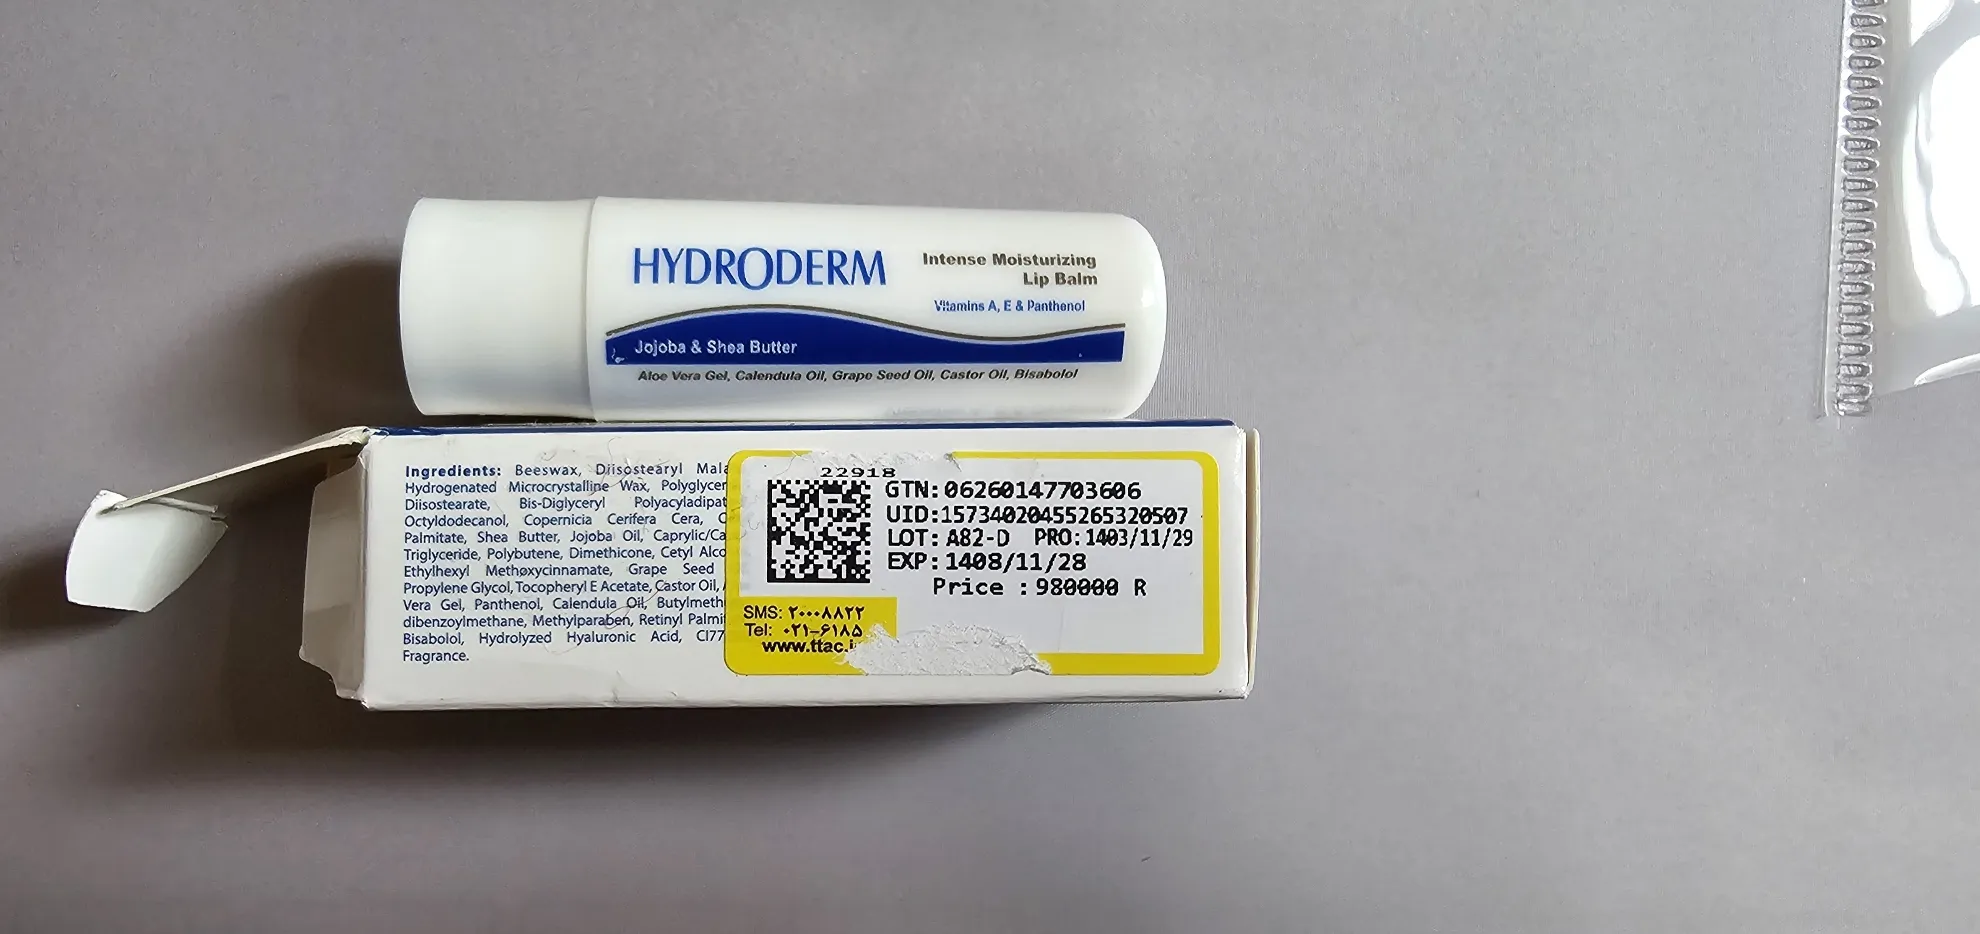 HYDRODERM
Intense Moisturizing
Lip Balm
Vitamins A, E & Panthenol
Jojoba & Shea Butter
Aloe Vera Gel, Calendula Oil, Grape Seed Oil, Castor Oil, Bisabolol
Ingredients: Beeswax, Diisostearyl
Hydrogenated Microcrystalline Wax,
Diisostearate, Bis-Diglyceryl
Octyldodecanol, Copernicia Cerifera Cera,
Palmitate, Shea Butter, Jojoba Oil,
Triglyceride, Polybutene, Dimethicone, Cetyl
Ethylhexyl Methoxycinnamate, Grape Seed
Propylene Glycol, Tocopheryl E Acetate, Castor Oil,
Vera Gel, Panthenol, Calendula Oil,
dibenzoylmethane, Methylparaben, Retinyl
Bisabolol, Hydrolyzed Hyaluronic Acid,
Fragrance.
22918
GTN: 06260147703606
UID: 15734020455265320507
LOT: A82-D PRO: 1403/11/29
EXP: 1408/11/28
Price : 980000 R
SMS: ۲۰۰۰۸۸۲۲
Tel: ۰۲۱-۶۱۸۵
www.ttac.i